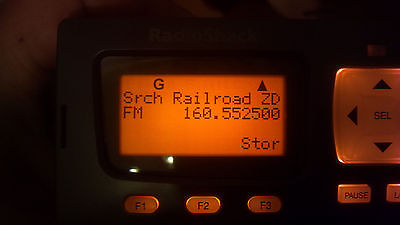 RadioShack
G
Srch Railroad ZD
FM 160.552500
Stor
SEL
F1 F2 F3
PAUSE